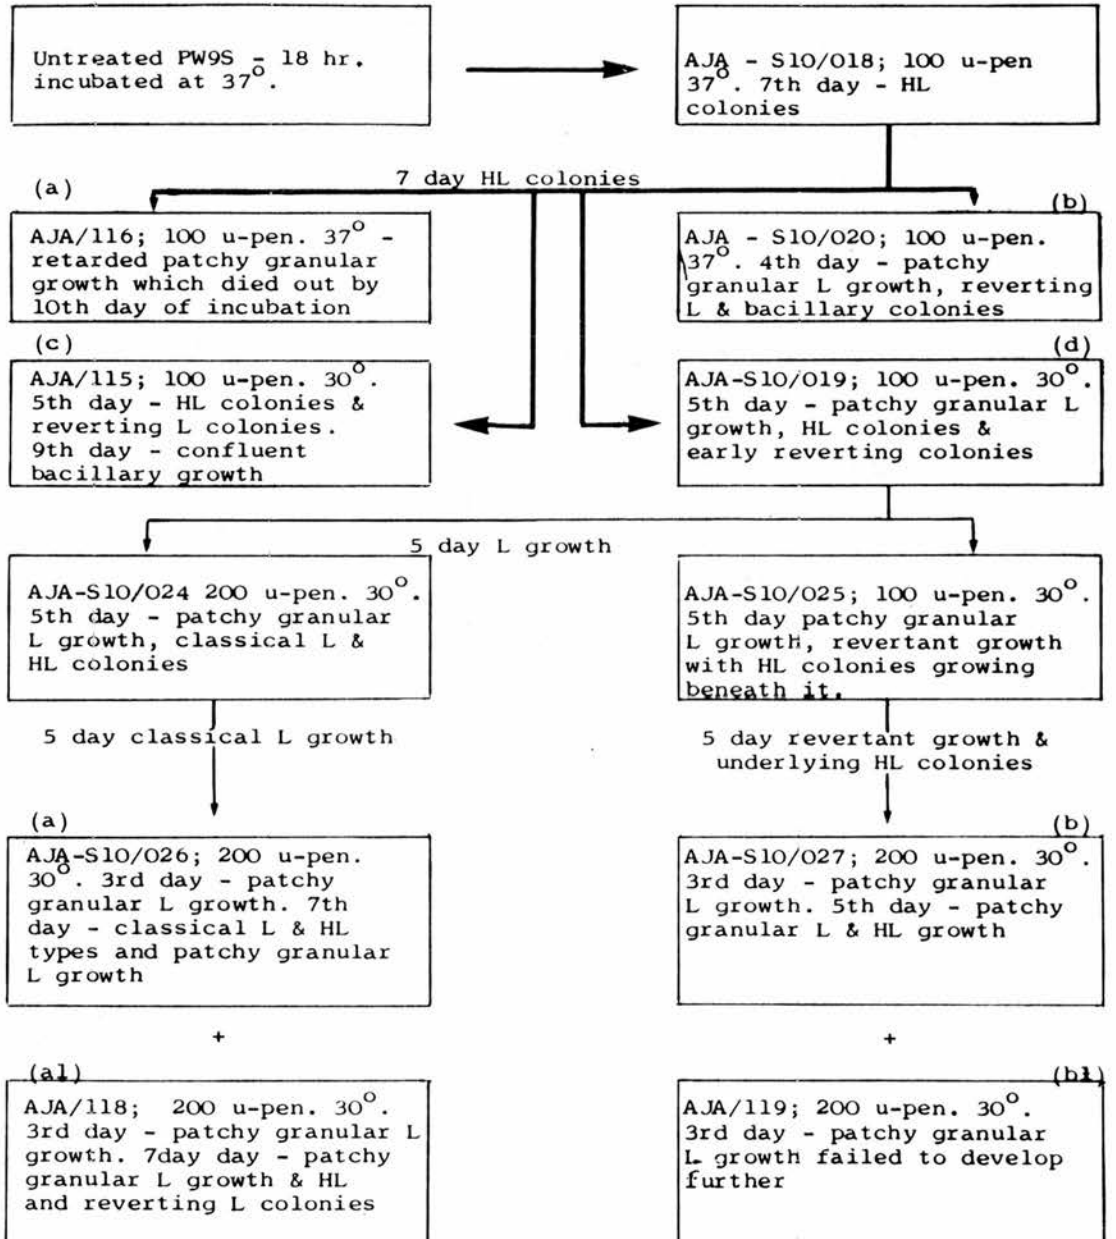 Untreated PW9S - 18 hr.
incubated at 37°.
AJA - S10/018; 100 u-pen
37°. 7th day - HL
colonies
7 day HL colonies
(a)
AJA/116; 100 u-pen. 37° -
retarded patchy granular
growth which died out by
10th day of incubation
(b)
AJA - S10/020; 100 u-pen.
37°. 4th day - patchy
granular L growth, reverting
L & bacillary colonies
(c)
AJA/115; 100 u-pen. 30°.
5th day - HL colonies &
reverting L colonies.
9th day - confluent
bacillary growth
(d)
AJA-S10/019; 100 u-pen. 30°.
5th day - patchy granular L
growth, HL colonies &
early reverting colonies
5 day L growth
AJA-S10/024 200 u-pen. 30°.
5th day - patchy granular
L growth, classical L &
HL colonies
AJA-S10/025; 100 u-pen. 30°.
5th day patchy granular
L growth, revertant growth
with HL colonies growing
beneath it.
5 day classical L growth
5 day revertant growth &
underlying HL colonies
(a)
AJA-S10/026; 200 u-pen.
30°. 3rd day - patchy
granular L growth. 7th
day - classical L & HL
types and patchy granular
L growth
(b)
AJA-S10/027; 200 u-pen. 30°.
3rd day - patchy granular
L growth. 5th day - patchy
granular L & HL growth
+
+
(a1)
AJA/118; 200 u-pen. 30°.
3rd day - patchy granular L
growth. 7day day - patchy
granular L growth & HL
and reverting L colonies
(b1)
AJA/119; 200 u-pen. 30°.
3rd day - patchy granular
L growth failed to develop
further